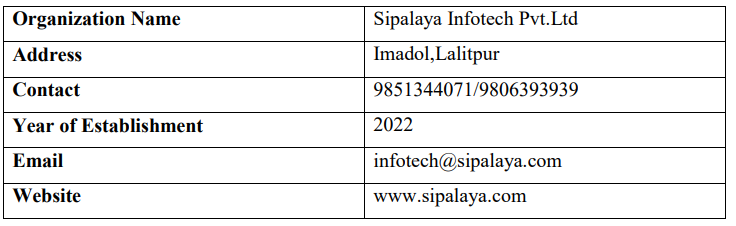 Organization Name Sipalaya Infotech Pvt.Ltd
Address Imadol,Lalitpur
Contact 9851344071/9806393939
Year of Establishment 2022
Email infotech@sipalaya.com
Website www.sipalaya.com